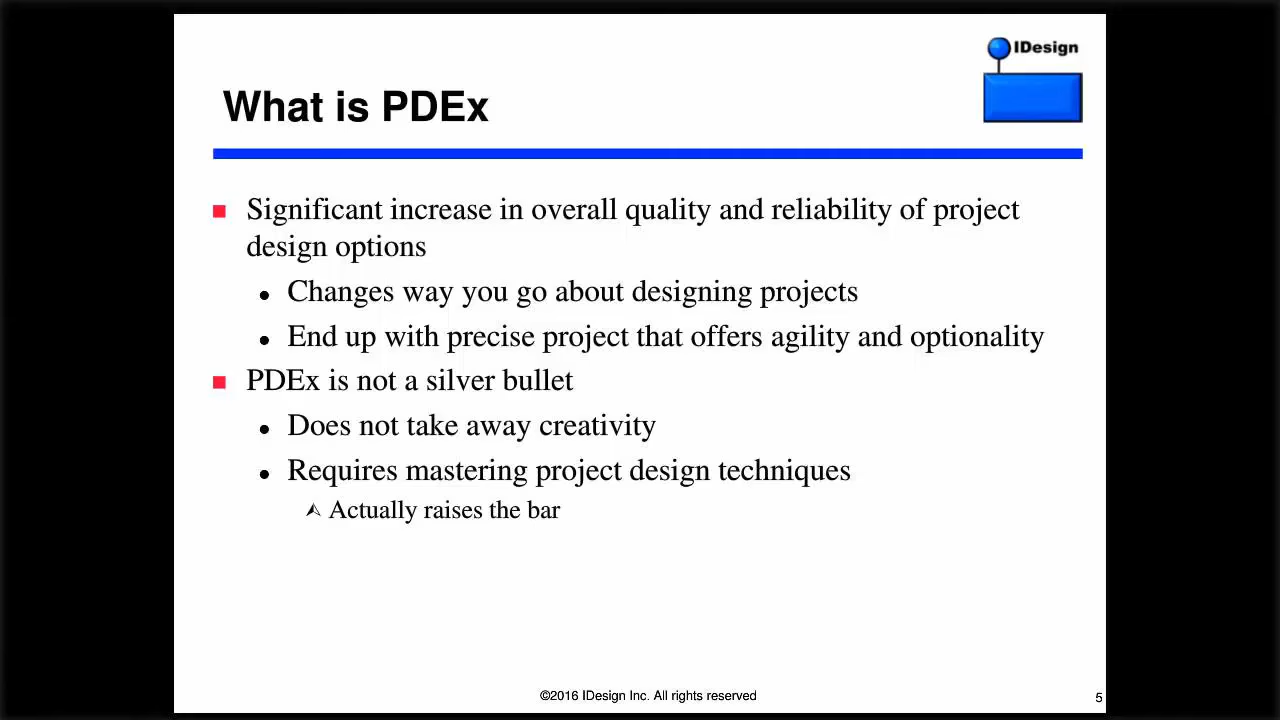 IDesign
What is PDEx
Significant increase in overall quality and reliability of project
design options
Changes way you go about designing projects
End up with precise project that offers agility and optionality
PDEx is not a silver bullet
Does not take away creativity
Requires mastering project design techniques
Actually raises the bar
©2016 IDesign Inc. All rights reserved
5